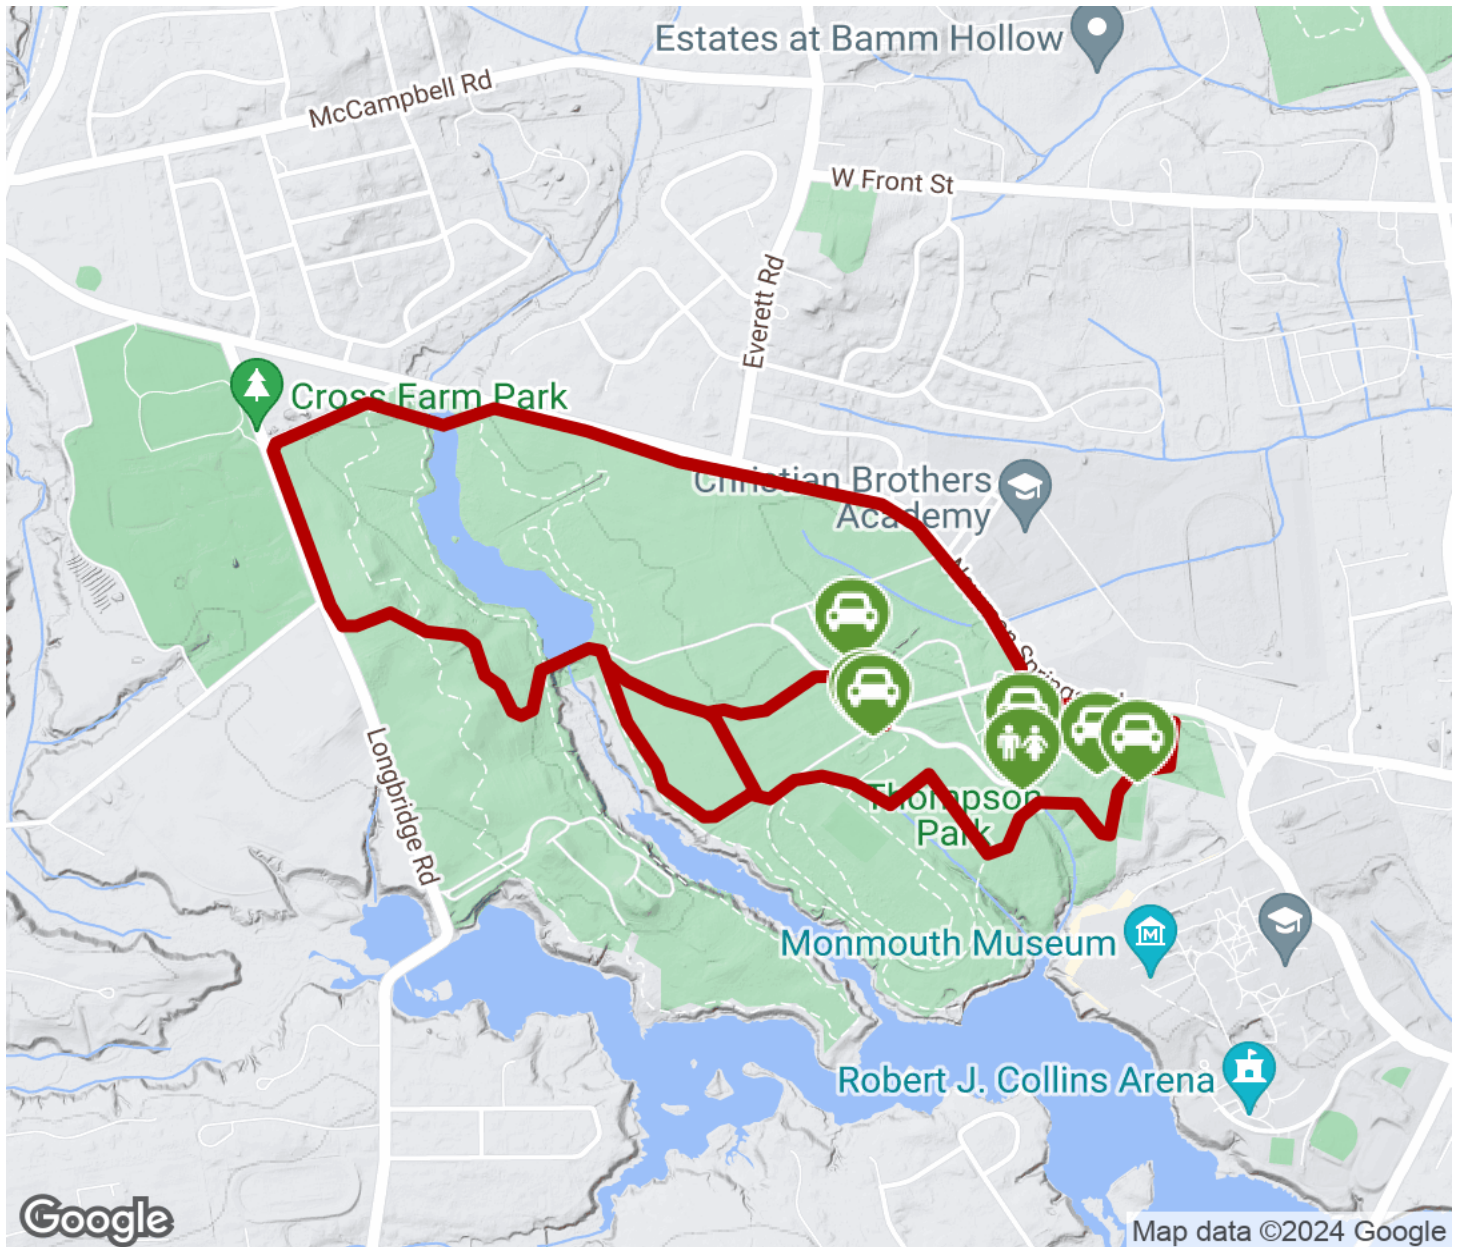 Estates at Bamm Hollow
McCampbell Rd
W Front St
Everett Rd
Cross Farm Park
Christian Brothers
Academy
Longbridge Rd
Thompson
Park
Monmouth Museum
Robert J. Collins Arena
Google
Map data ©2024 Google